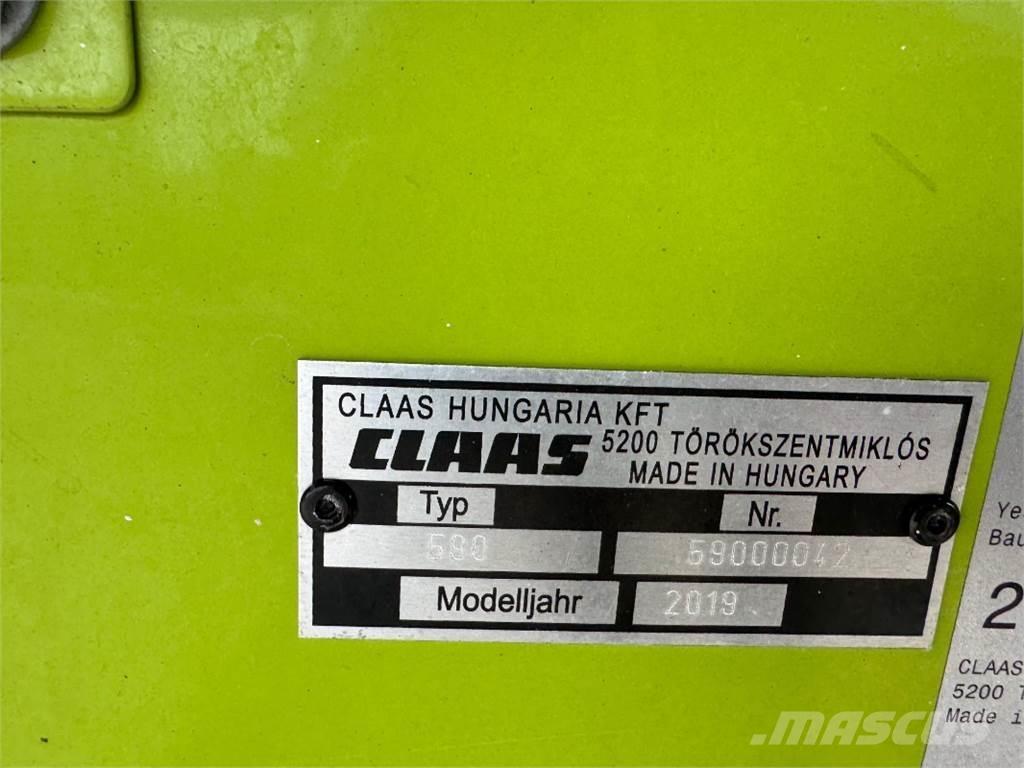 CLAAS HUNGARIA KFT
CLAAS 5200 TÖRÖKSZENTMIKLÓS
MADE IN HUNGARY
Typ Nr.
590 59000042
Modelljahr 2019
Ye
Bau
2
CLAAS
5200 T
Made i
MASCUS